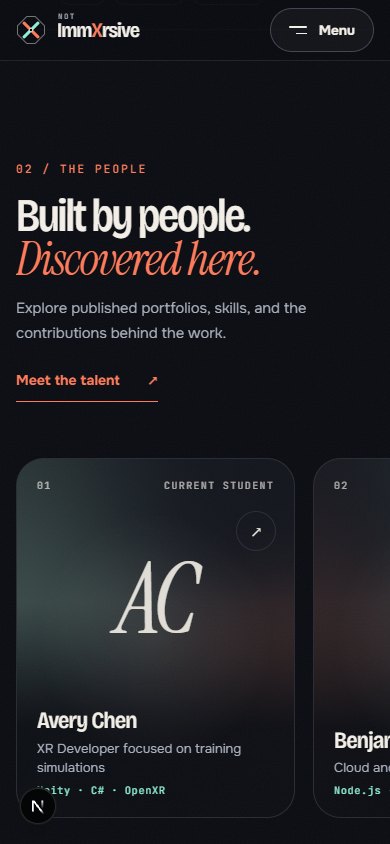 NOT
ImmXrsive
Menu
02 / THE PEOPLE
Built by people.
Discovered here.
Explore published portfolios, skills, and the
contributions behind the work.
Meet the talent ↗
01 CURRENT STUDENT
02
↗
AC
Avery Chen
XR Developer focused on training
simulations
C# · OpenXR
Cloud
Node.js
N